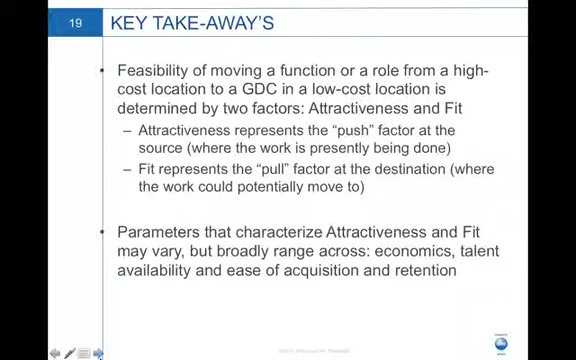 19
KEY TAKE-AWAY'S
• Feasibility of moving a function or a role from a high-
cost location to a GDC in a low-cost location is
determined by two factors: Attractiveness and Fit
– Attractiveness represents the “push” factor at the
source (where the work is presently being done)
– Fit represents the “pull” factor at the destination (where
the work could potentially move to)
• Parameters that characterize Attractiveness and Fit
may vary, but broadly range across: economics, talent
availability and ease of acquisition and retention